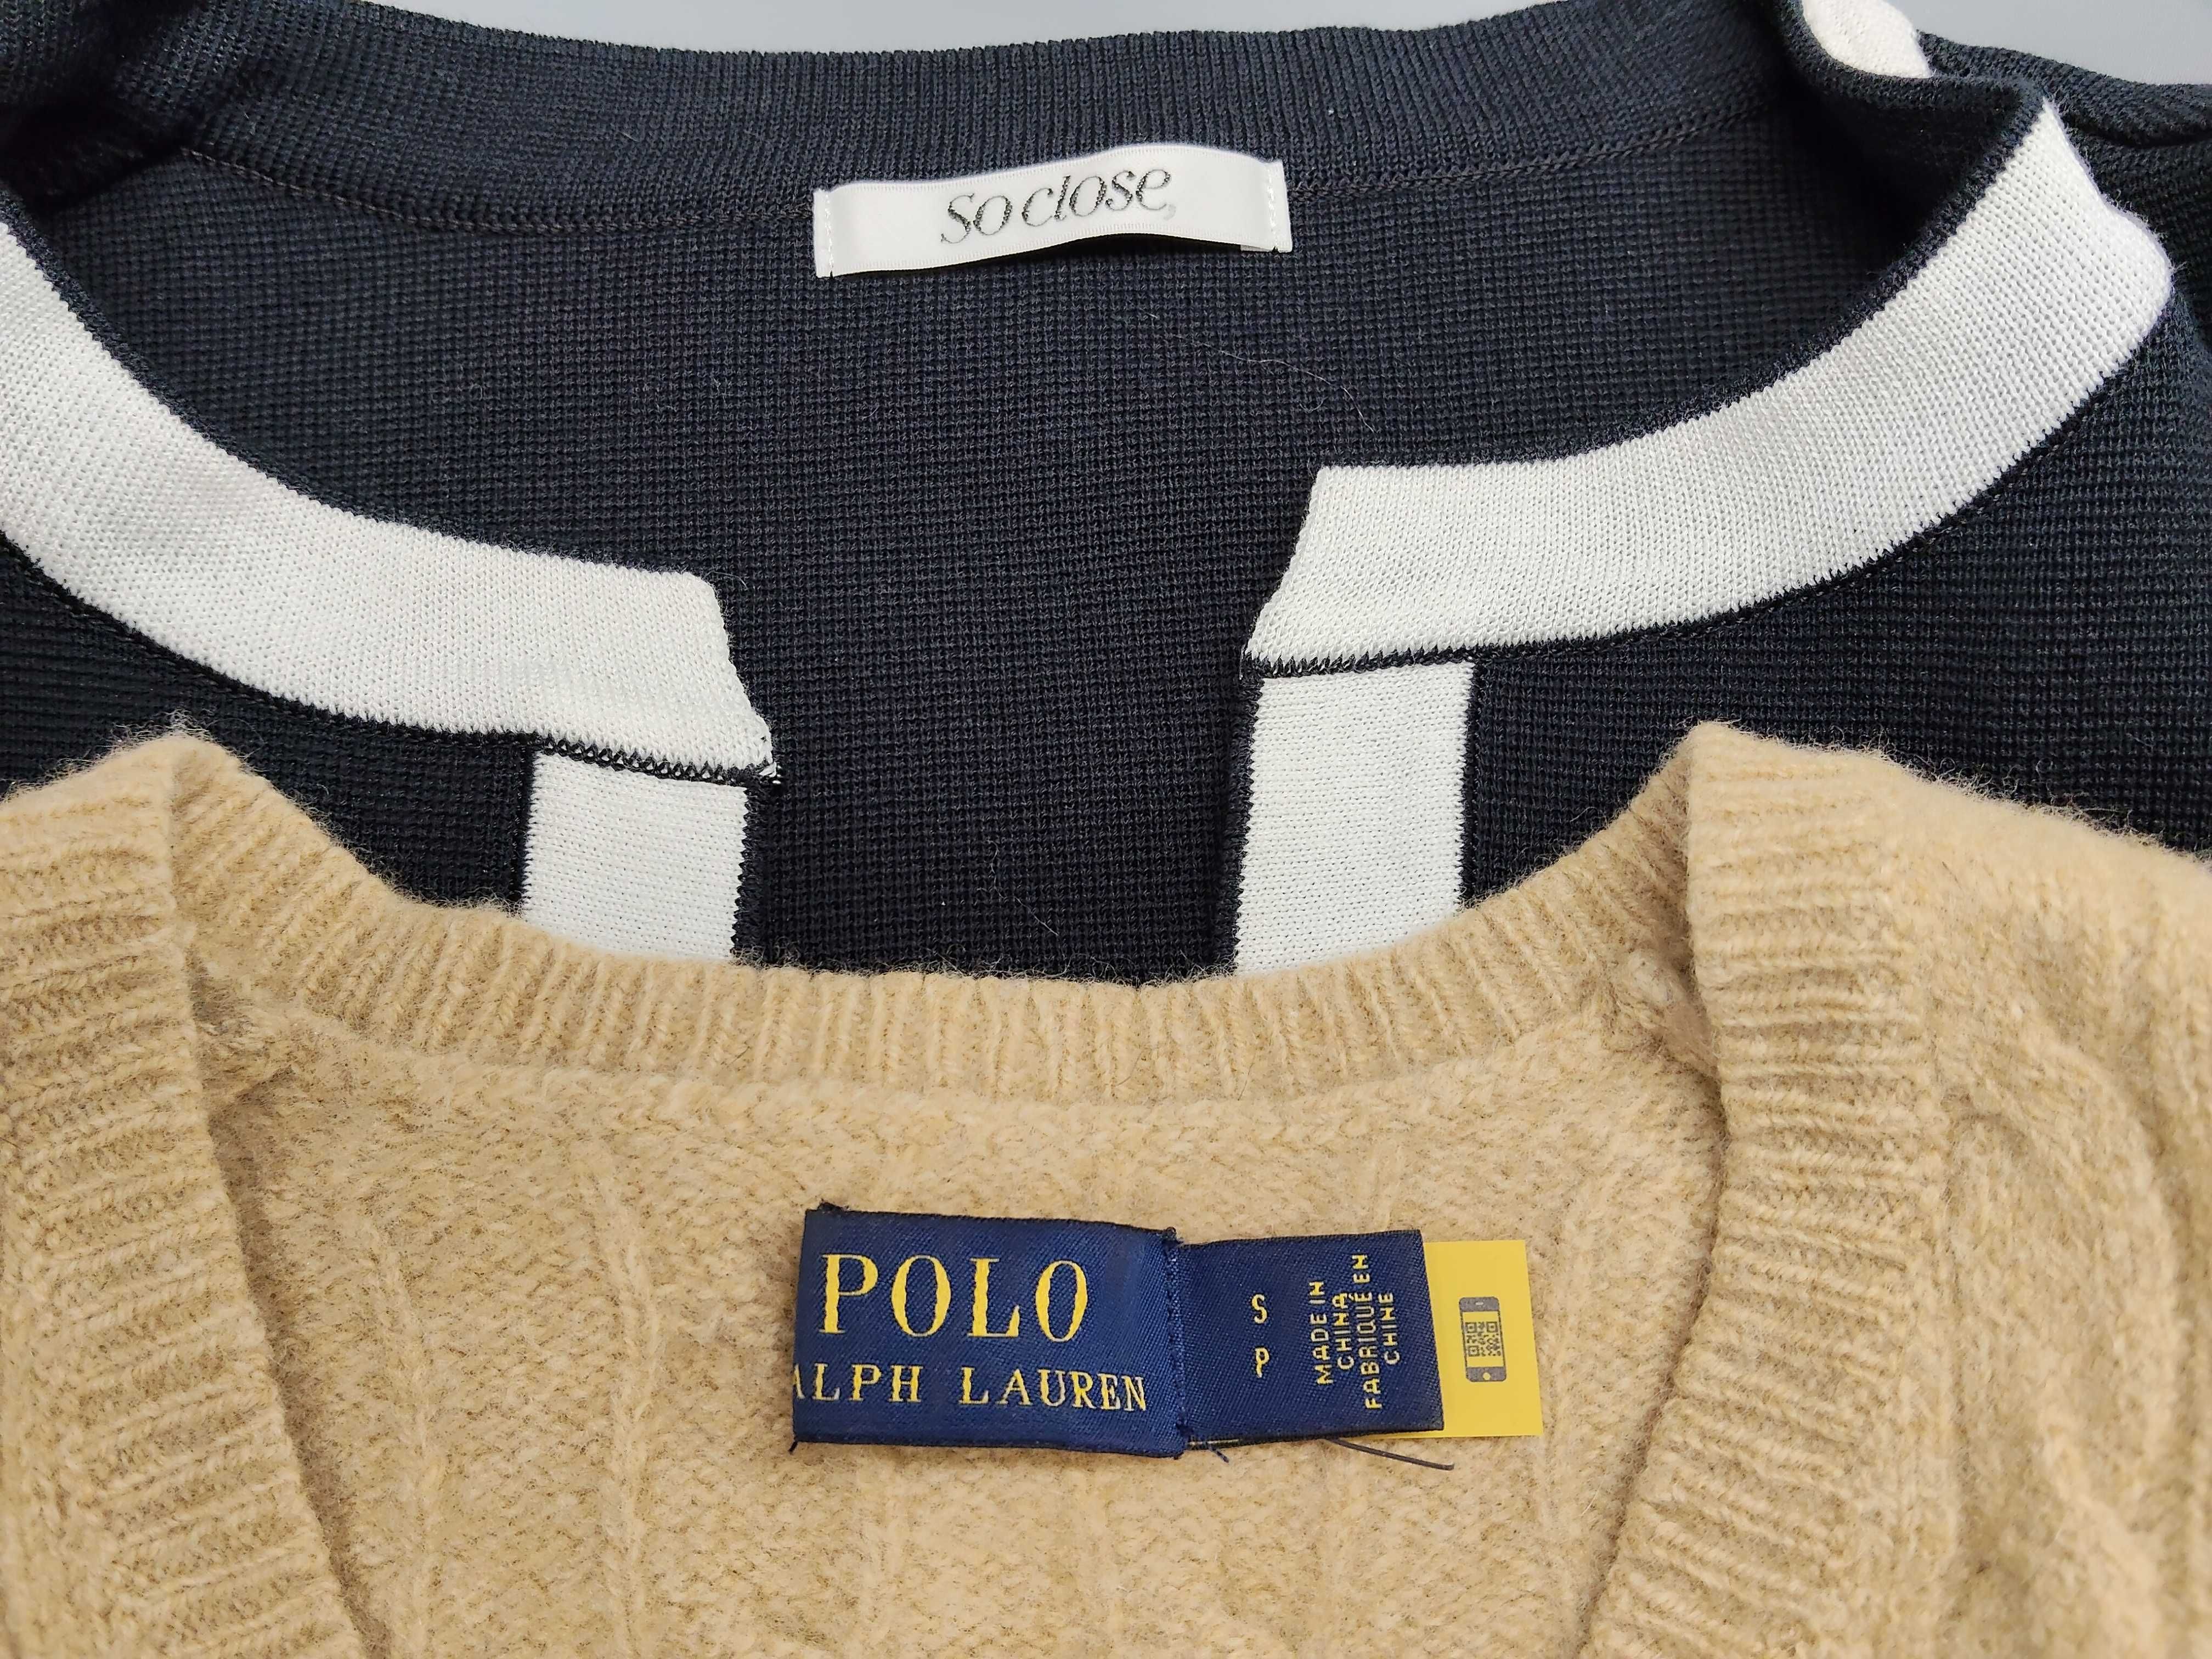 So close,
POLO
ALPH LAUREN
S
P
MADE IN
CHINA
FABRIQUÉ EN
CHINE